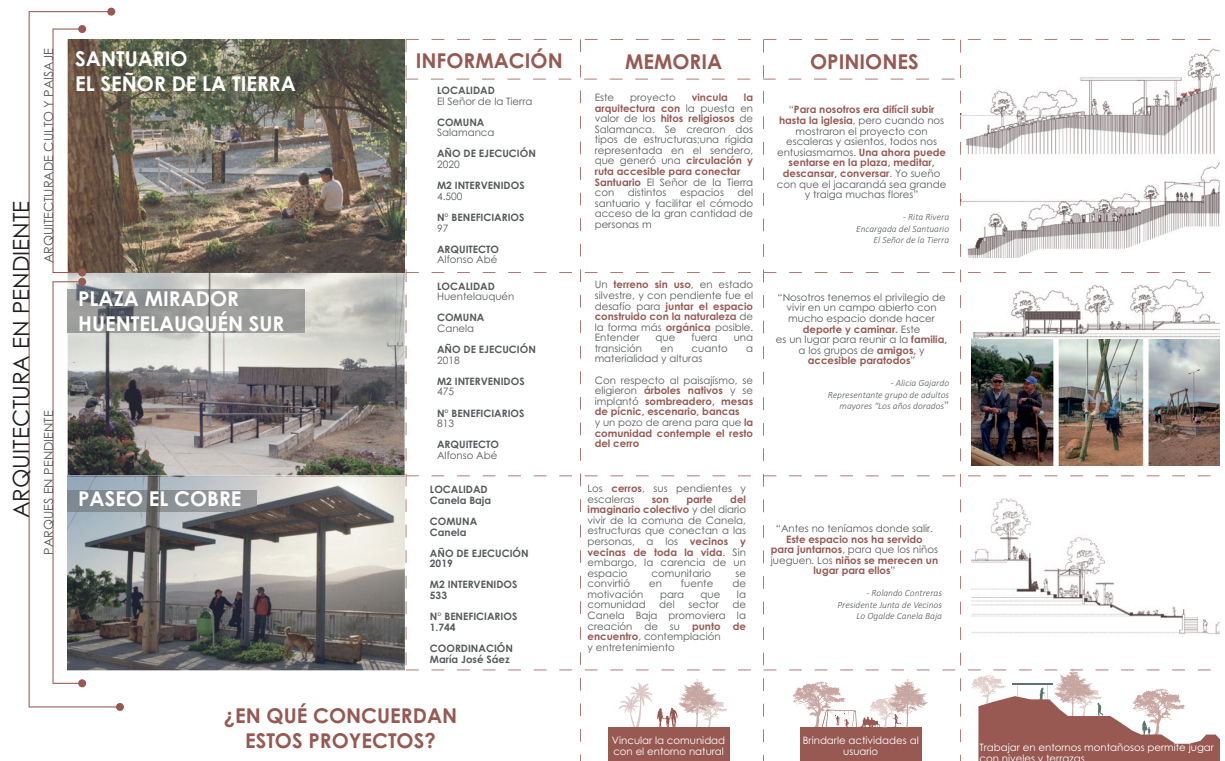 ARQUITECTURA EN PENDIENTE
ARQUITECTURA DE CULTO Y PAISAJE
PARQUES EN PENDIENTE
SANTUARIO
EL SEÑOR DE LA TIERRA
INFORMACIÓN
LOCALIDAD
El Señor de la Tierra
COMUNA
Salamanca
AÑO DE EJECUCIÓN
2020
M2 INTERVENIDOS
4.500
N° BENEFICIARIOS
97
ARQUITECTO
Alfonso Abé
MEMORIA
Este proyecto vincula la
arquitectura con la puesta en
valor de los hitos religiosos de
Salamanca. Se crearon dos
tipos de estructuras;una rígida
representada en el sendero,
que generó una circulación y
ruta accesible para conectar
Santuario El Señor de la Tierra
con distintos espacios del
santuario y facilitar el cómodo
acceso de la gran cantidad de
personas m
OPINIONES
"Para nosotros era difícil subir
hasta la iglesia, pero cuando nos
mostraron el proyecto con
escaleras y asientos, todos nos
entusiasmamos. Una ahora puede
sentarse en la plaza, meditar,
descansar, conversar. Yo sueño
con que el jacarandá sea grande
y traiga muchas flores"
- Rita Rivera
Encargada del Santuario
El Señor de la Tierra
PLAZA MIRADOR
HUENTELAUQUÉN SUR
LOCALIDAD
Huentelauquén
COMUNA
Canela
AÑO DE EJECUCIÓN
2018
M2 INTERVENIDOS
475
N° BENEFICIARIOS
813
ARQUITECTO
Alfonso Abé
Un terreno sin uso, en estado
silvestre, y con pendiente fue el
desafío para juntar el espacio
construido con la naturaleza de
la forma más orgánica posible.
Entender que fuera una
transición en cuanto a
materialidad y alturas
Con respecto al paisajísmo, se
eligieron árboles nativos y se
implantó sombreadero, mesas
de pícnic, escenario, bancas
y un pozo de arena para que la
comunidad contemple el resto
del cerro
"Nosotros tenemos el privilegio de
vivir en un campo abierto con
mucho espacio donde hacer
deporte y caminar. Este
es un lugar para reunir a la familia,
a los grupos de amigos, y
accesible paratodos"
- Alicia Gajardo
Representante grupo de adultos
mayores "Los años dorados"
PASEO EL COBRE
LOCALIDAD
Canela Baja
COMUNA
Canela
AÑO DE EJECUCIÓN
2019
M2 INTERVENIDOS
533
N° BENEFICIARIOS
1.744
COORDINACIÓN
María José Sáez
Los cerros, sus pendientes y
escaleras son parte del
imaginario colectivo y del diario
vivir de la comuna de Canela,
estructuras que conectan a las
personas, a los vecinos y
vecinas de toda la vida. Sin
embargo, la carencia de un
espacio comunitario se
convirtió en fuente de
motivación para que la
comunidad del sector de
Canela Baja promoviera la
creación de su punto de
encuentro, contemplación
y entretenimiento
"Antes no teníamos donde salir.
Este espacio nos ha servido
para juntarnos, para que los niños
jueguen. Los niños se merecen un
lugar para ellos"
- Rolando Contreras
Presidente Junta de Vecinos
Lo Ogalde Canela Baja
¿EN QUÉ CONCUERDAN
ESTOS PROYECTOS?
Vincular la comunidad
con el entorno natural
Brindarle actividades al
usuario
Trabajar en entornos montañosos permite jugar
con niveles y terrazas